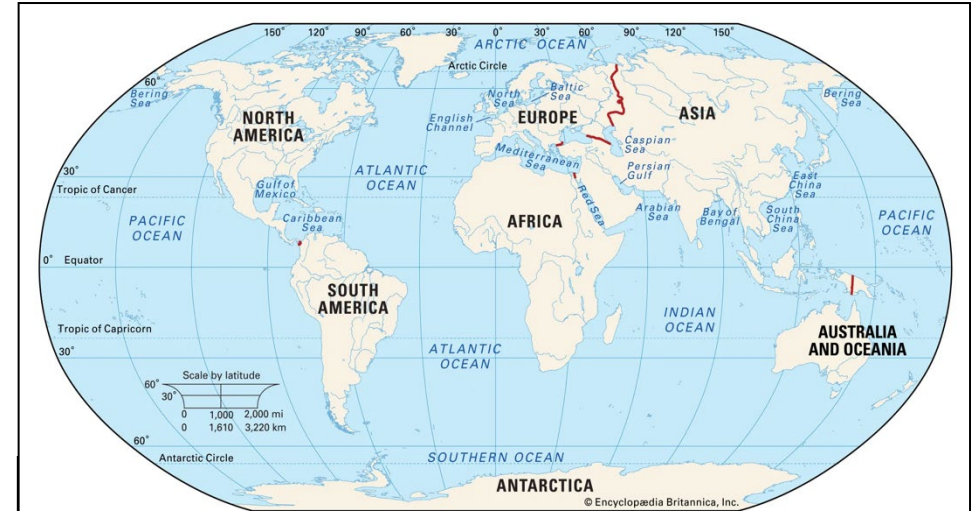 150° 120° 90° 60° 30° 0° 30° 60° 90° 120° 150°
ARCTIC OCEAN
Arctic Circle
60°
Bering
Sea
North
Sea
Baltic
Sea
Bering
Sea
NORTH
AMERICA
English
Channel
EUROPE
ASIA
Caspian
Sea
Mediterranean
Sea
ATLANTIC
OCEAN
Persian
Gulf
30°
Tropic of Cancer
Gulf of
Mexico
Red Sea
East
China
Sea
PACIFIC
OCEAN
Caribbean
Sea
AFRICA
Arabian
Sea
Bay of
Bengal
South
China
Sea
PACIFIC
OCEAN
0° Equator
SOUTH
AMERICA
INDIAN
OCEAN
Tropic of Capricorn
30°
ATLANTIC
OCEAN
AUSTRALIA
AND OCEANIA
Scale by latitude
60°
30°
0 1,000 2,000 mi
0 1,610 3,220 km
60°
Antarctic Circle
SOUTHERN OCEAN
ANTARCTICA
© Encyclopædia Britannica, Inc.